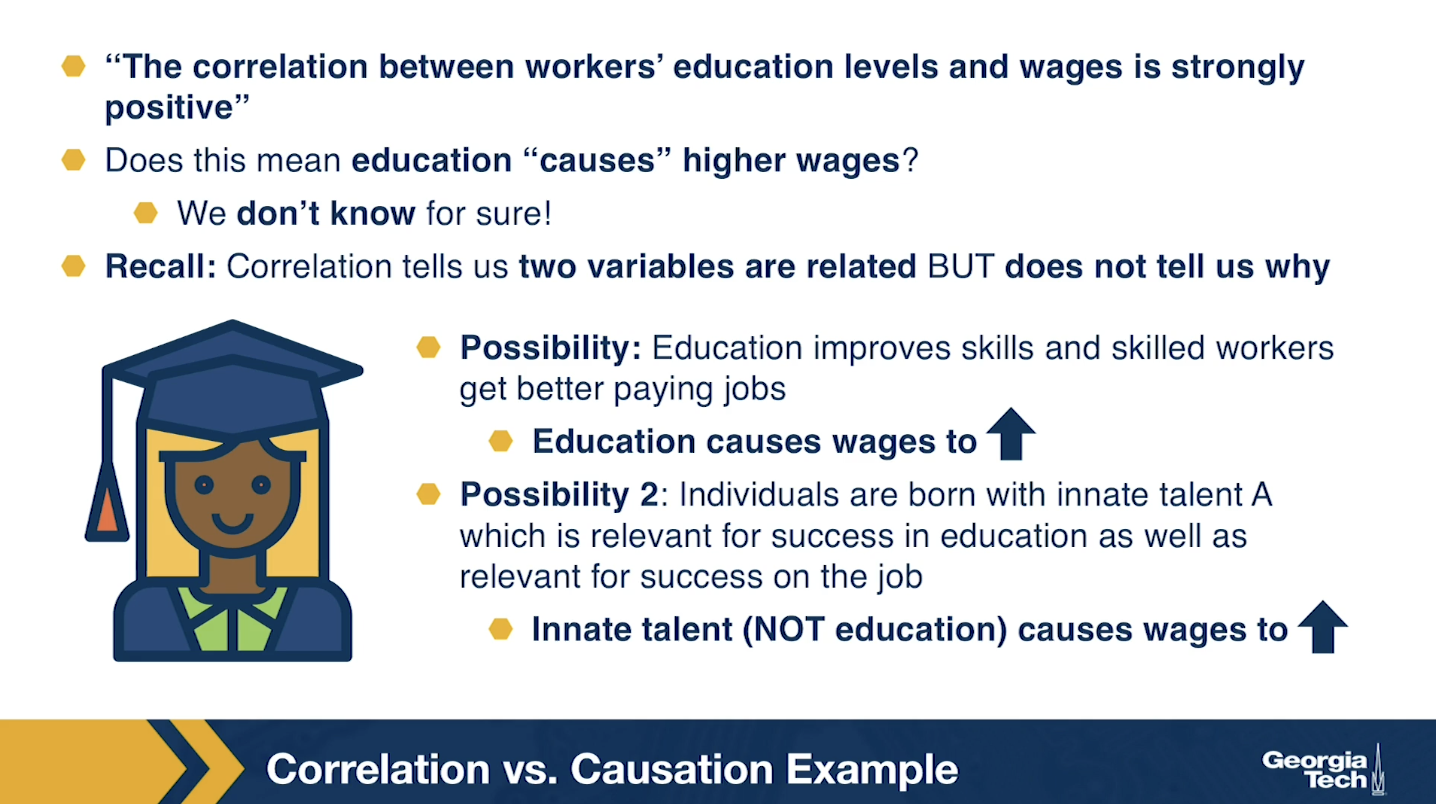 “The correlation between workers’ education levels and wages is strongly
positive”
Does this mean education “causes” higher wages?
We don’t know for sure!
Recall: Correlation tells us two variables are related BUT does not tell us why
Possibility: Education improves skills and skilled workers
get better paying jobs
Education causes wages to
Possibility 2: Individuals are born with innate talent A
which is relevant for success in education as well as
relevant for success on the job
Innate talent (NOT education) causes wages to
Correlation vs. Causation Example
Georgia
Tech